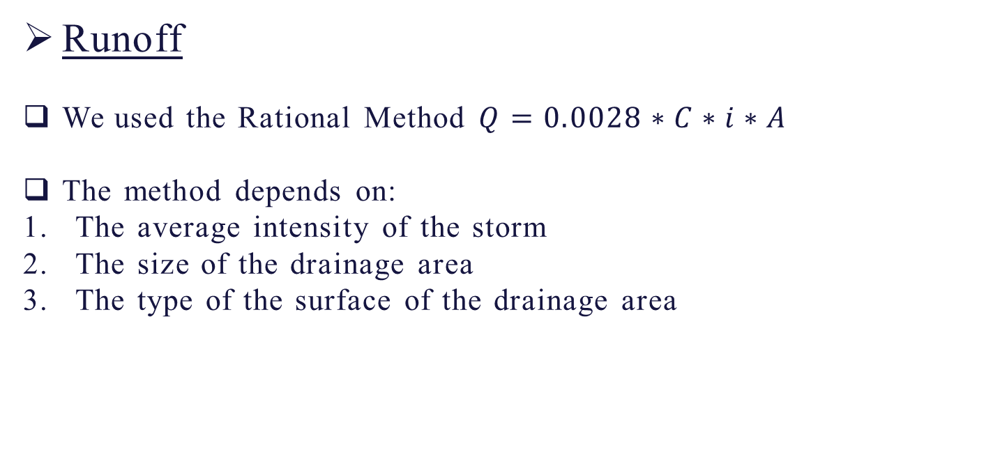 ➢ Runoff
❑ We used the Rational Method 𝑄 = 0.0028 ∗ 𝐶 ∗ 𝑖 ∗ 𝐴
❑ The method depends on:
1. The average intensity of the storm
2. The size of the drainage area
3. The type of the surface of the drainage area